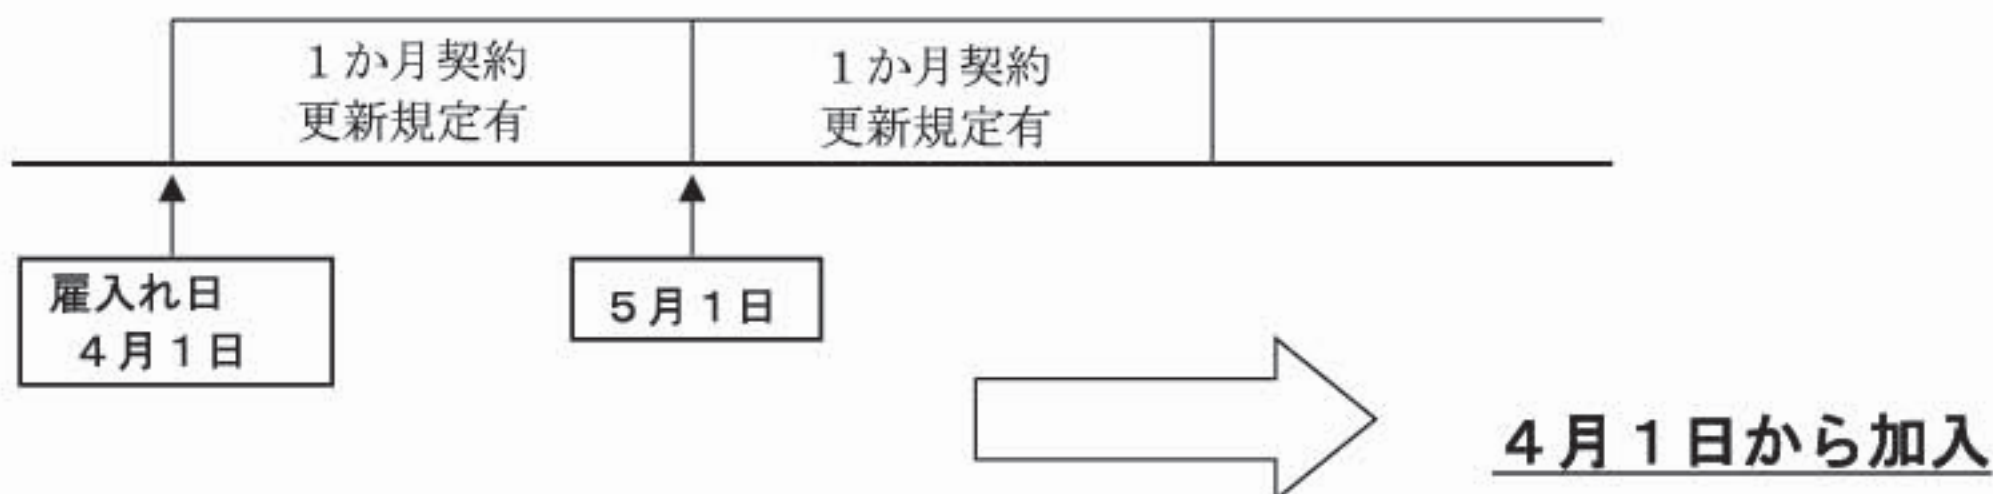 １か月契約
更新規定有
１か月契約
更新規定有
雇入れ日
４月１日
５月１日
４月１日から加入